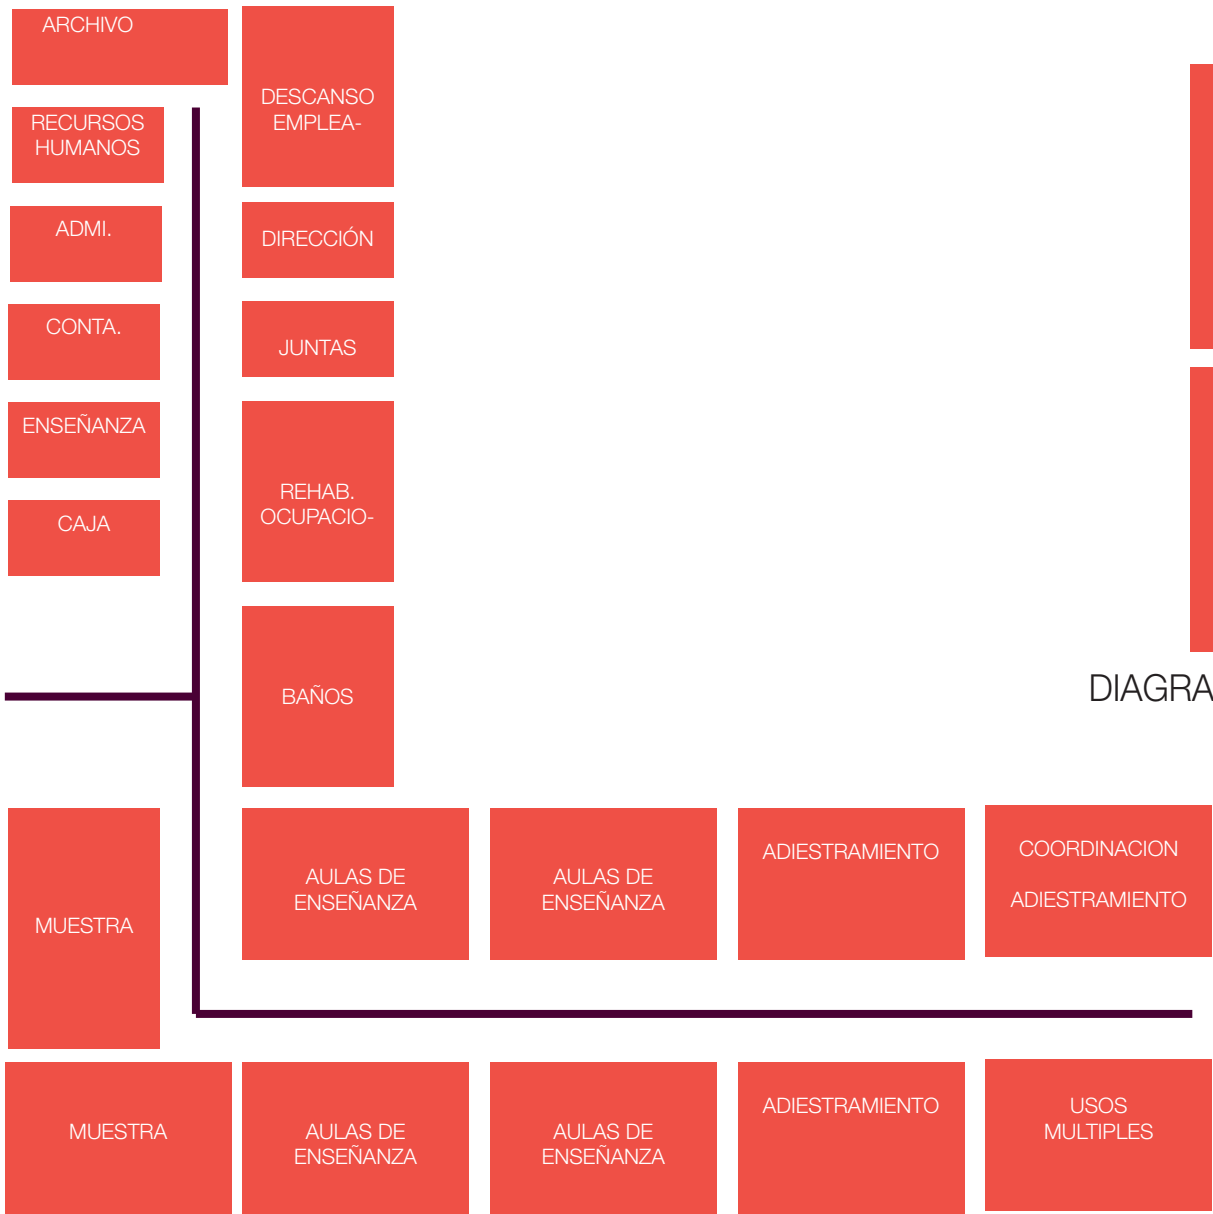 ARCHIVO
DESCANSO
EMPLEA-
RECURSOS
HUMANOS
ADMI.
DIRECCIÓN
CONTA.
JUNTAS
ENSEÑANZA
REHAB.
OCUPACIO-
CAJA
BAÑOS
DIAGRA
MUESTRA
AULAS DE
ENSEÑANZA
AULAS DE
ENSEÑANZA
ADIESTRAMIENTO
COORDINACION
ADIESTRAMIENTO
MUESTRA
AULAS DE
ENSEÑANZA
AULAS DE
ENSEÑANZA
ADIESTRAMIENTO
USOS
MULTIPLES